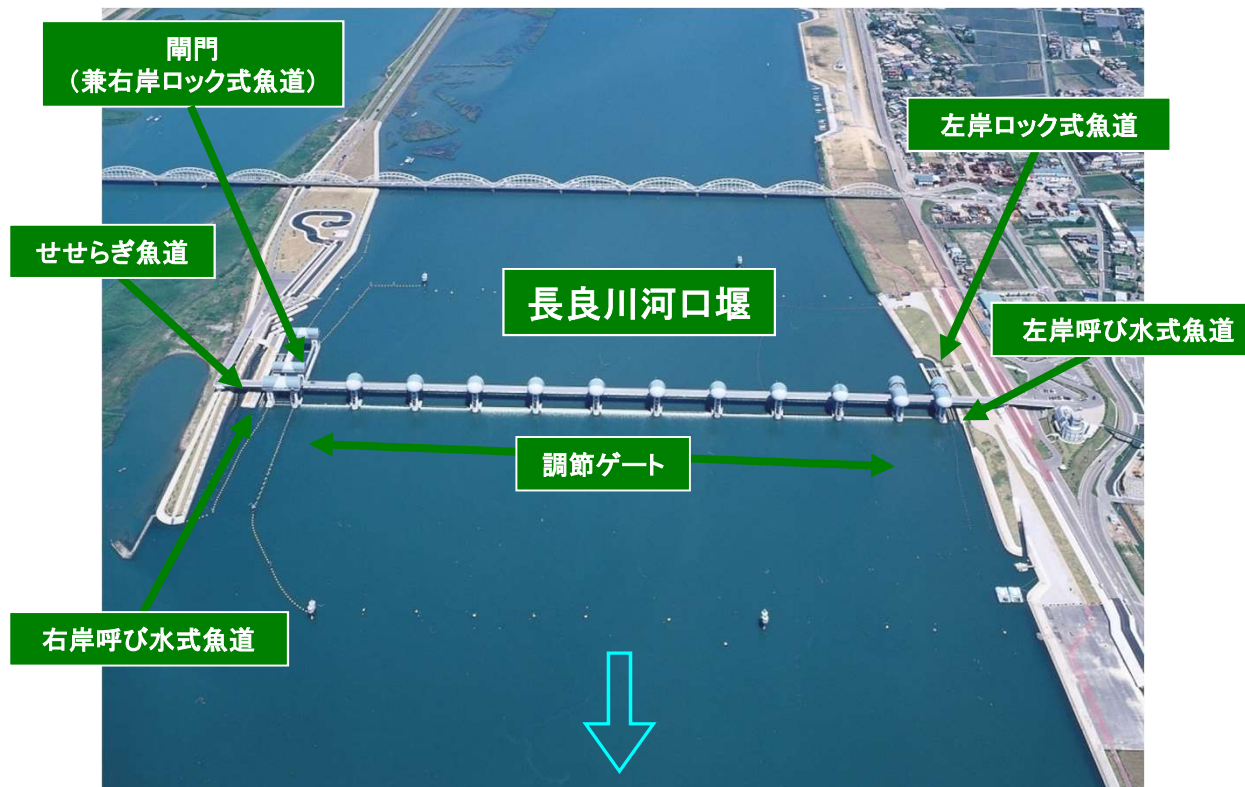 閘門
(兼右岸ロック式魚道)
左岸ロック式魚道
せせらぎ魚道
長良川河口堰
左岸呼び水式魚道
調節ゲート
右岸呼び水式魚道